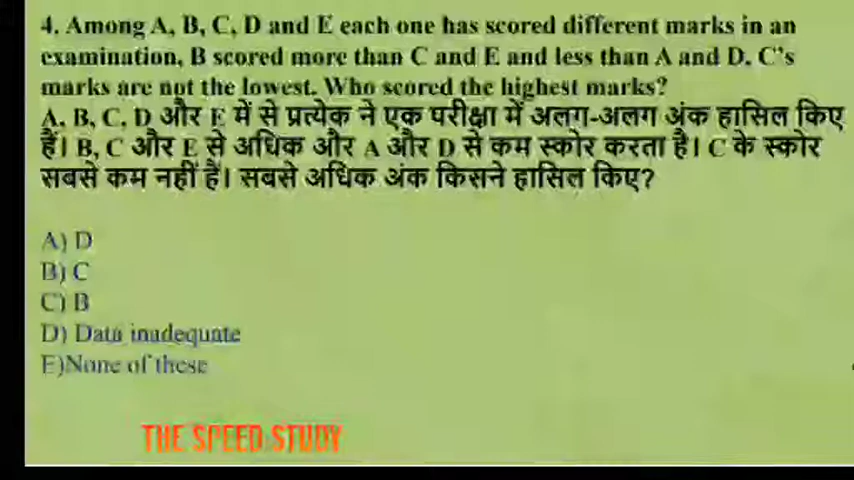 4. Among A, B, C, D and E each one has scored different marks in an
examination, B scored more than C and E and less than A and D. C's
marks are not the lowest. Who scored the highest marks?
A, B, C, D और E में से प्रत्येक ने एक परीक्षा में अलग-अलग अंक हासिल किए
हैं। B, C और E से अधिक और A और D से कम स्कोर करता है। C के स्कोर
सबसे कम नहीं हैं। सबसे अधिक अंक किसने हासिल किए?
A) D
B) C
C) B
D) Data inadequate
E)None of these
THE SPEED STUDY